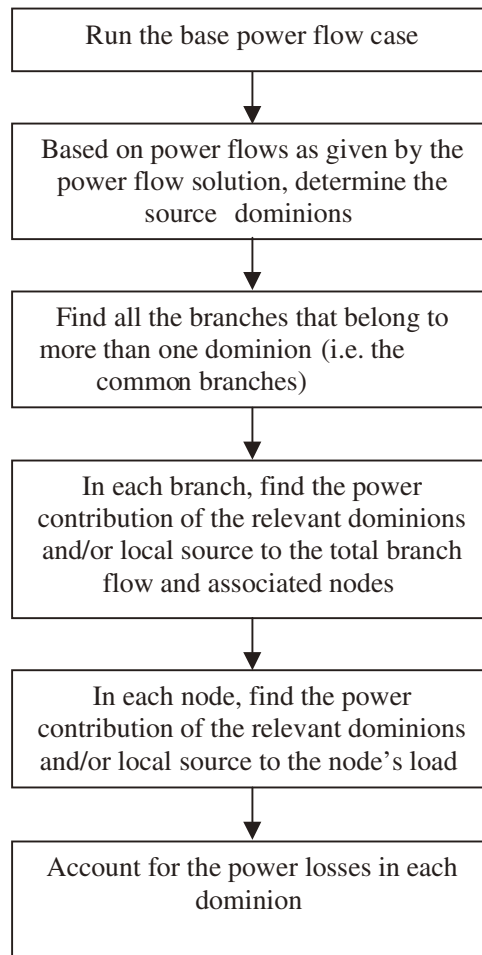 Run the base power flow case
Based on power flows as given by the
power flow solution, determine the
source dominions
Find all the branches that belong to
more than one dominion (i.e. the
common branches)
In each branch, find the power
contribution of the relevant dominions
and/or local source to the total branch
flow and associated nodes
In each node, find the power
contribution of the relevant dominions
and/or local source to the node's load
Account for the power losses in each
dominion